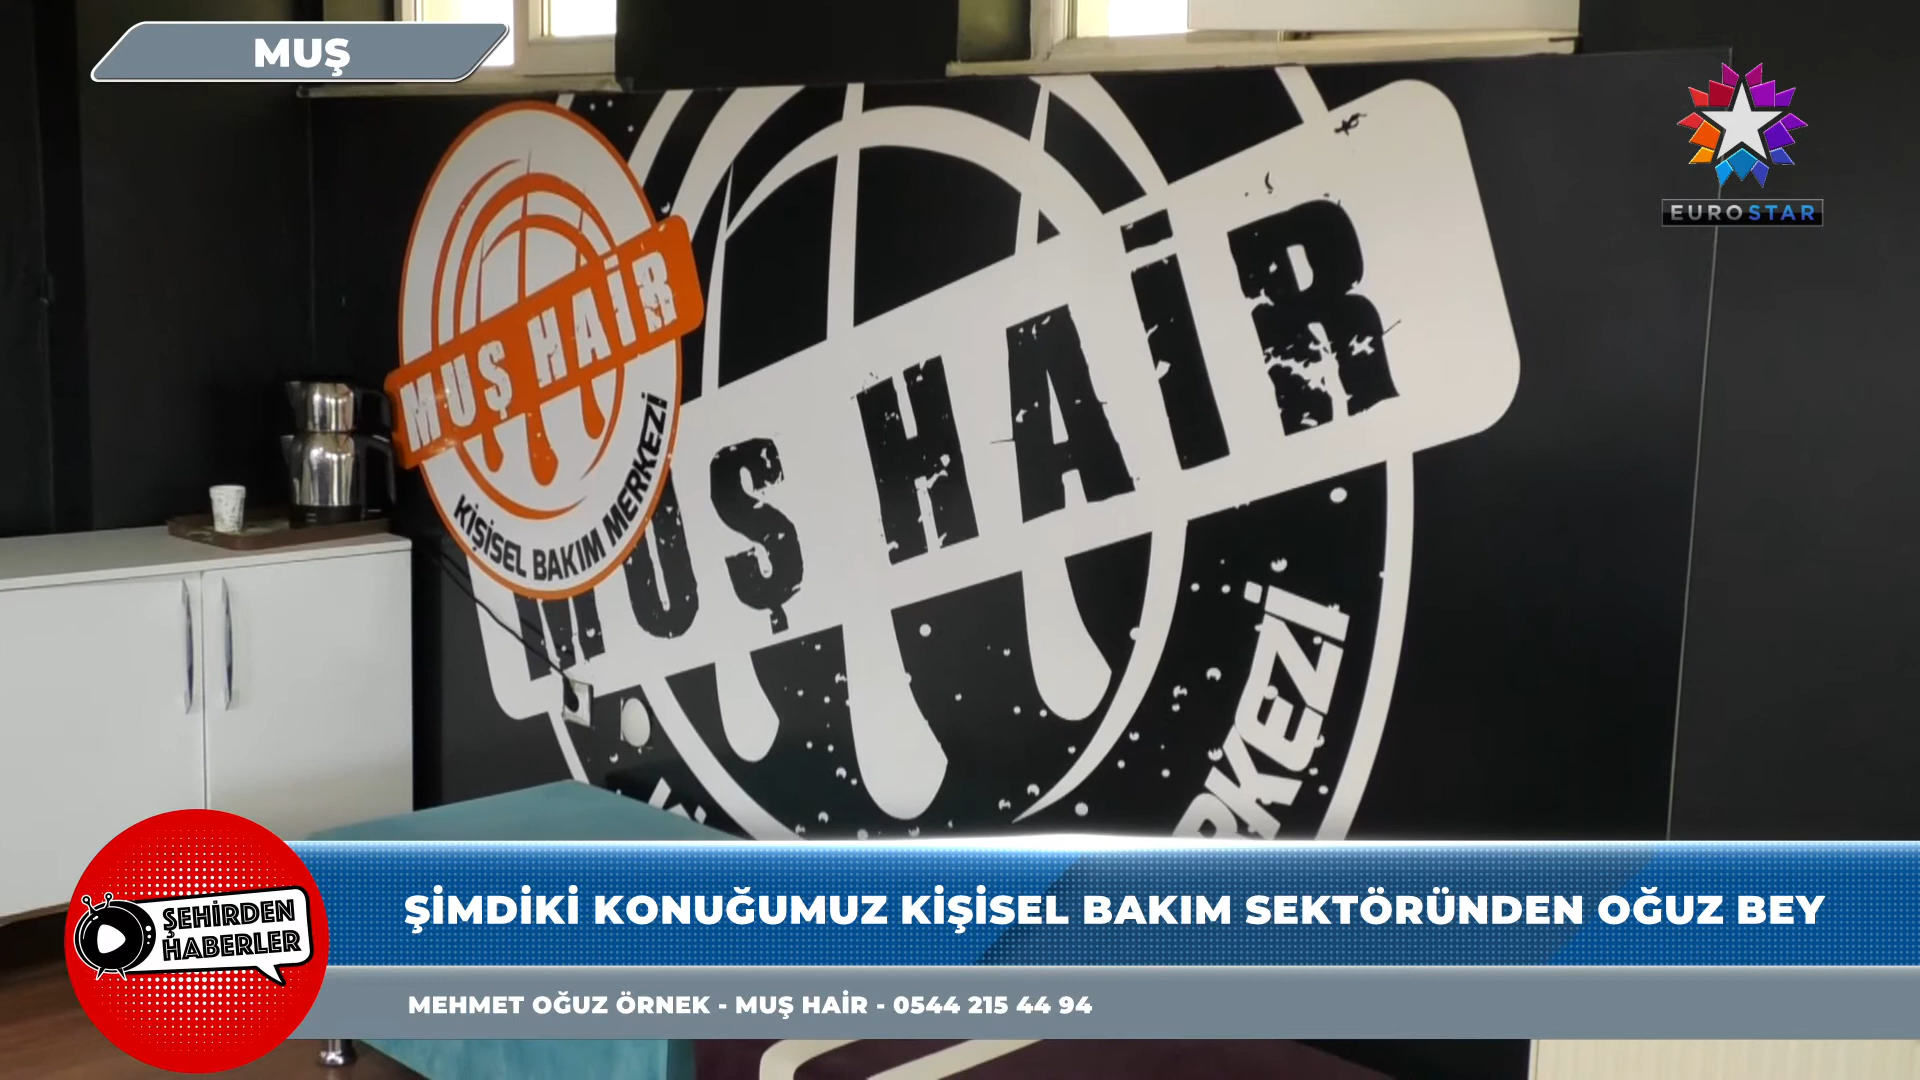 MUŞ
EUROSTAR
MUŞ HAİR
KİŞİSEL BAKIM MERKEZİ
MUŞ HAİR
RKEZİ
ŞEHİRDEN
HABERLER
ŞİMDİKİ KONUĞUMUZ KİŞİSEL BAKIM SEKTÖRÜNDEN OĞUZ BEY
MEHMET OĞUZ ÖRNEK - MUŞ HAİR - 0544 215 44 94